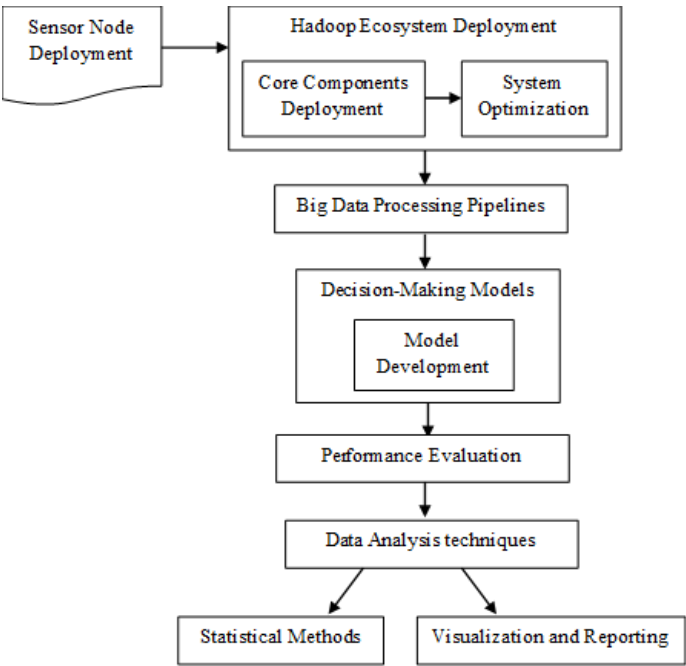 Sensor Node
Deployment
Hadoop Ecosystem Deployment
Core Components
Deployment
System
Optimization
Big Data Processing Pipelines
Decision-Making Models
Model
Development
Performance Evaluation
Data Analysis techniques
Statistical Methods
Visualization and Reporting